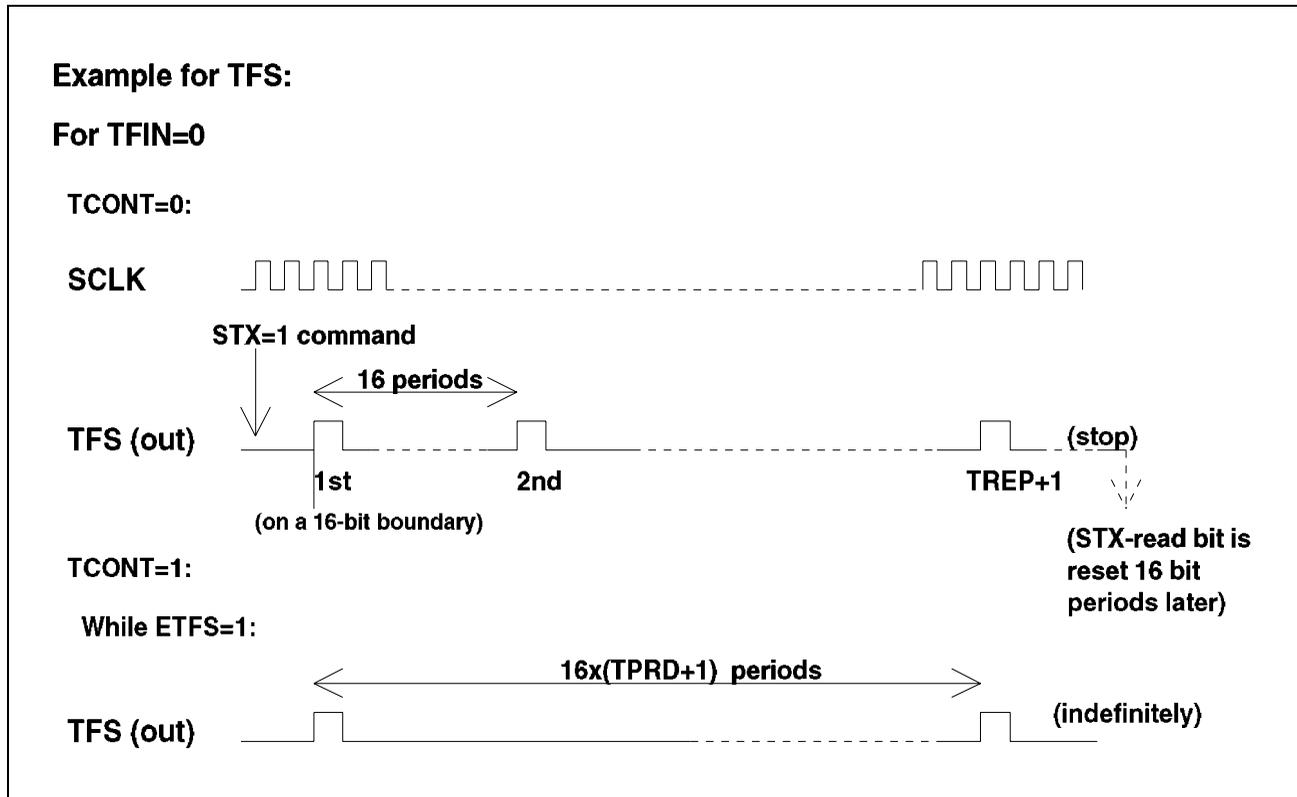 Example for TFS:
For TFIN=0
TCONT=0:
SCLK
STX=1 command
16 periods
TFS (out)
(stop)
1st
2nd
TREP+1
(on a 16-bit boundary)
(STX-read bit is
reset 16 bit
periods later)
TCONT=1:
While ETFS=1:
16x(TPRD+1) periods
TFS (out)
(indefinitely)